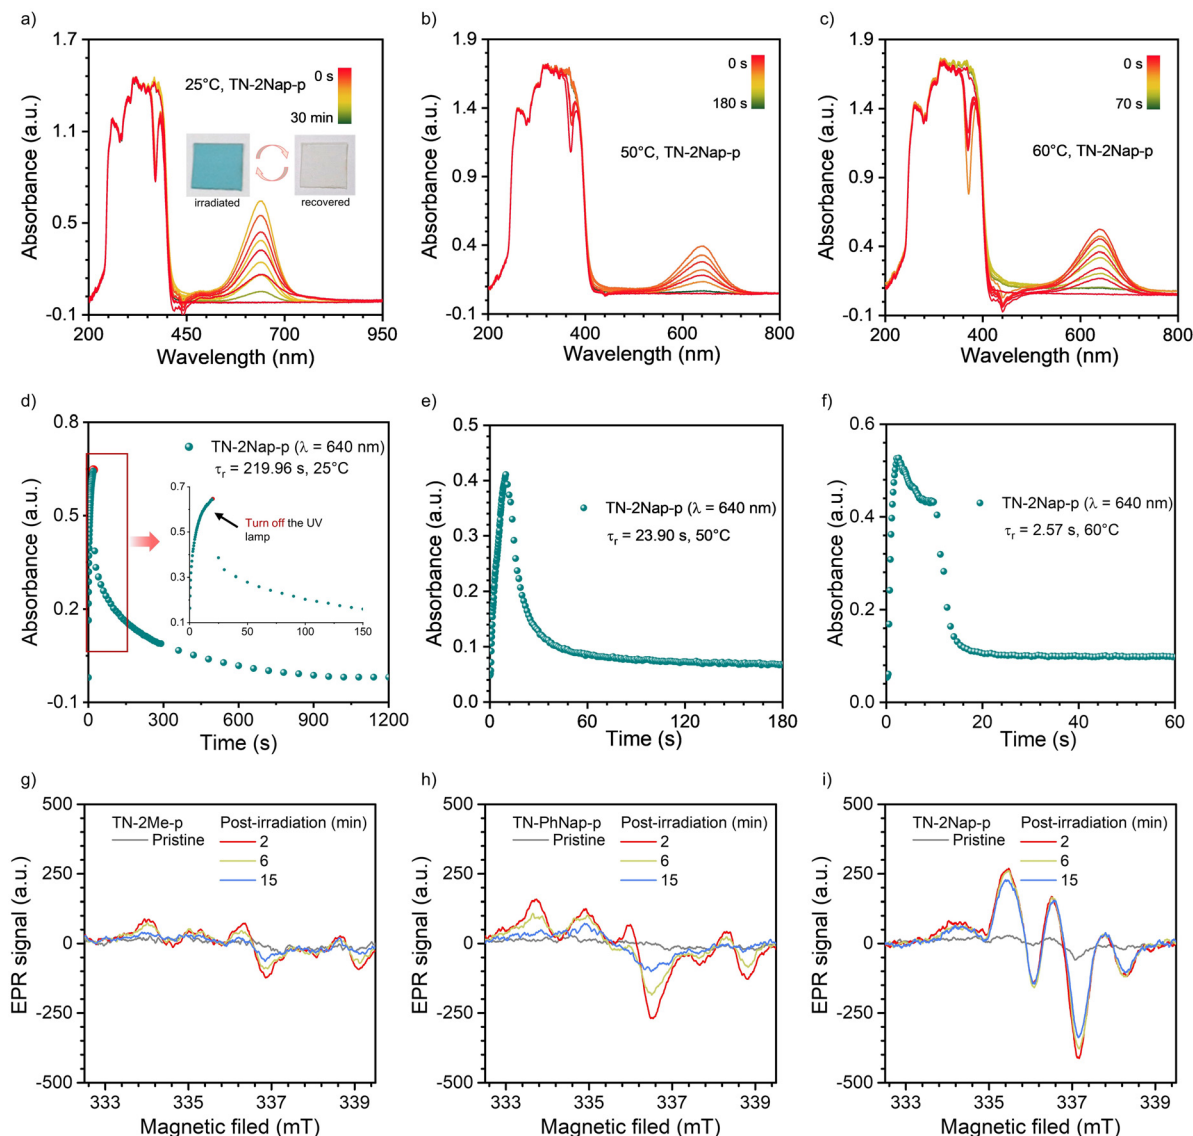 a)
1.7
1.1
0.5
-0.1
200
450
700
950
Absorbance (a.u.)
Wavelength (nm)
25°C, TN-2Nap-p
0 s
30 min
irradiated
recovered
b)
1.9
1.4
0.9
0.4
-0.1
200
400
600
800
Absorbance (a.u.)
Wavelength (nm)
0 s
180 s
50°C, TN-2Nap-p
c)
1.9
1.4
0.9
0.4
-0.1
200
400
600
800
Absorbance (a.u.)
Wavelength (nm)
0 s
70 s
60°C, TN-2Nap-p
d)
0.8
0.5
0.2
-0.1
0
300
600
900
1200
Absorbance (a.u.)
Time (s)
TN-2Nap-p (λ = 640 nm)
τr = 219.96 s, 25°C
0.7
0.5
0.3
0.1
0
50
100
150
Turn off the UV
lamp
e)
0.5
0.4
0.3
0.2
0.1
0.0
0
60
120
180
Absorbance (a.u.)
Time (s)
TN-2Nap-p (λ = 640 nm)
τr = 23.90 s, 50°C
f)
0.6
0.4
0.2
0.0
0
20
40
60
Absorbance (a.u.)
Time (s)
TN-2Nap-p (λ = 640 nm)
τr = 2.57 s, 60°C
g)
500
250
0
-250
-500
333
335
337
339
EPR signal (a.u.)
Magnetic filed (mT)
TN-2Me-p
Pristine
Post-irradiation (min)
2
6
15
h)
500
250
0
-250
-500
333
335
337
339
EPR signal (a.u.)
Magnetic filed (mT)
TN-PhNap-p
Pristine
Post-irradiation (min)
2
6
15
i)
500
250
0
-250
-500
333
335
337
339
EPR signal (a.u.)
Magnetic filed (mT)
TN-2Nap-p
Pristine
Post-irradiation (min)
2
6
15